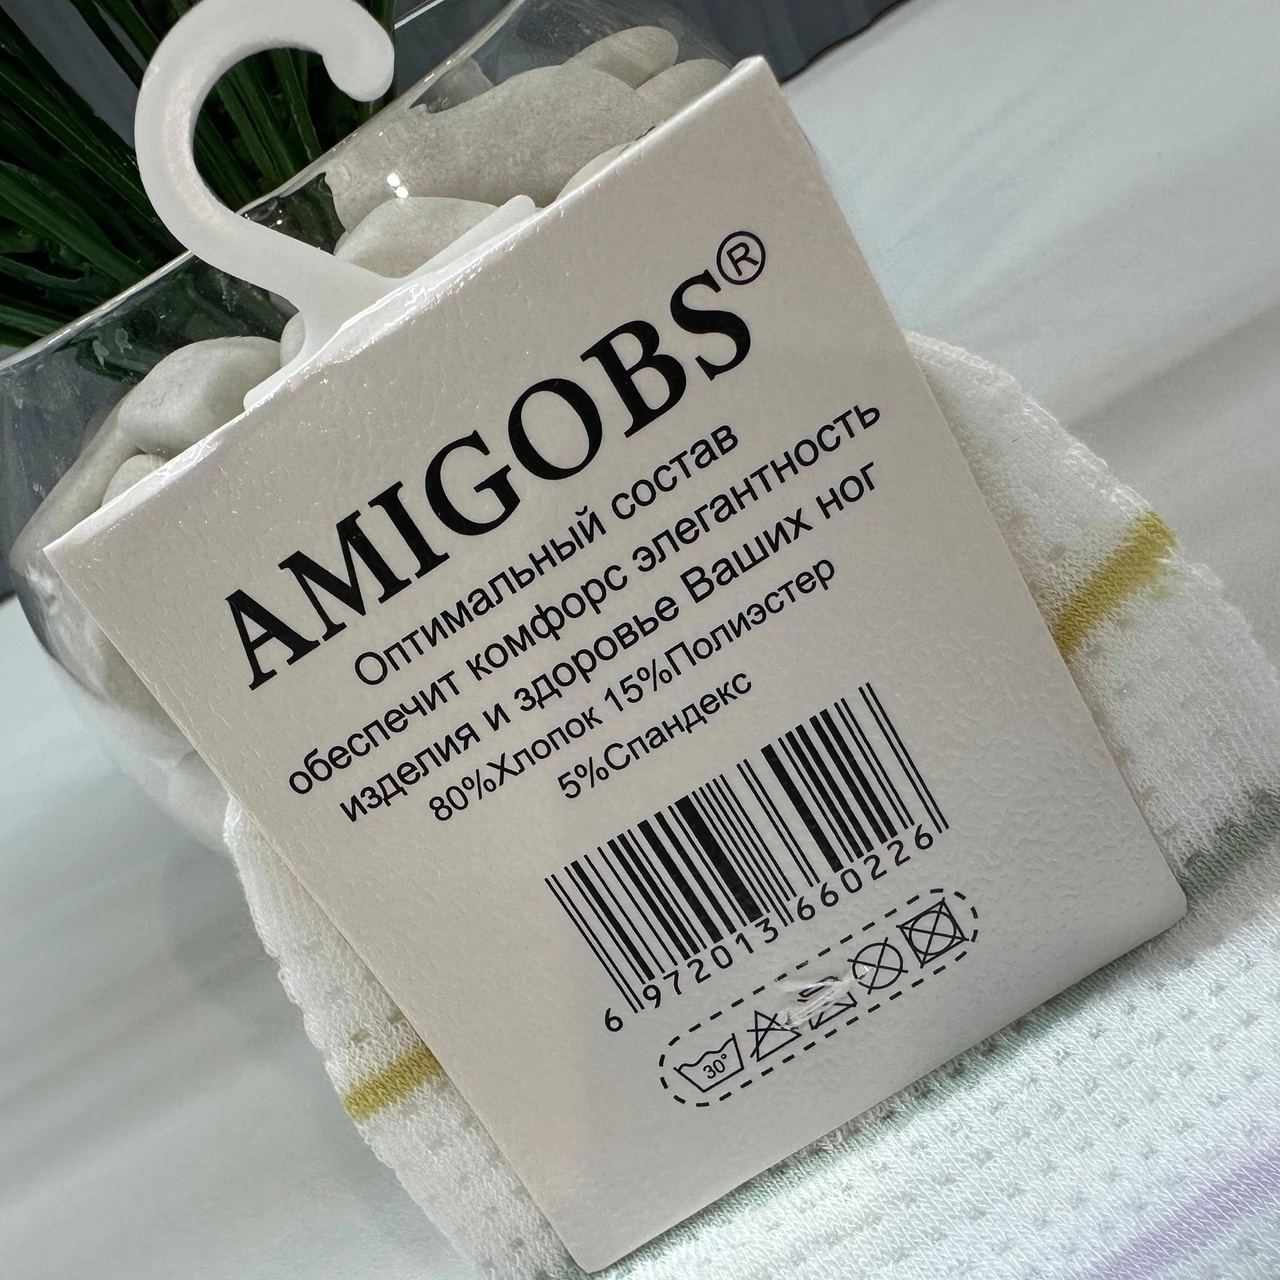 AMIGOBS®
Оптимальный состав
обеспечит комфорс элегантность
изделия и здоровье Ваших ног
80%Хлопок 15%Полиэстер
5%Спандекс
6 972013 660226
30°